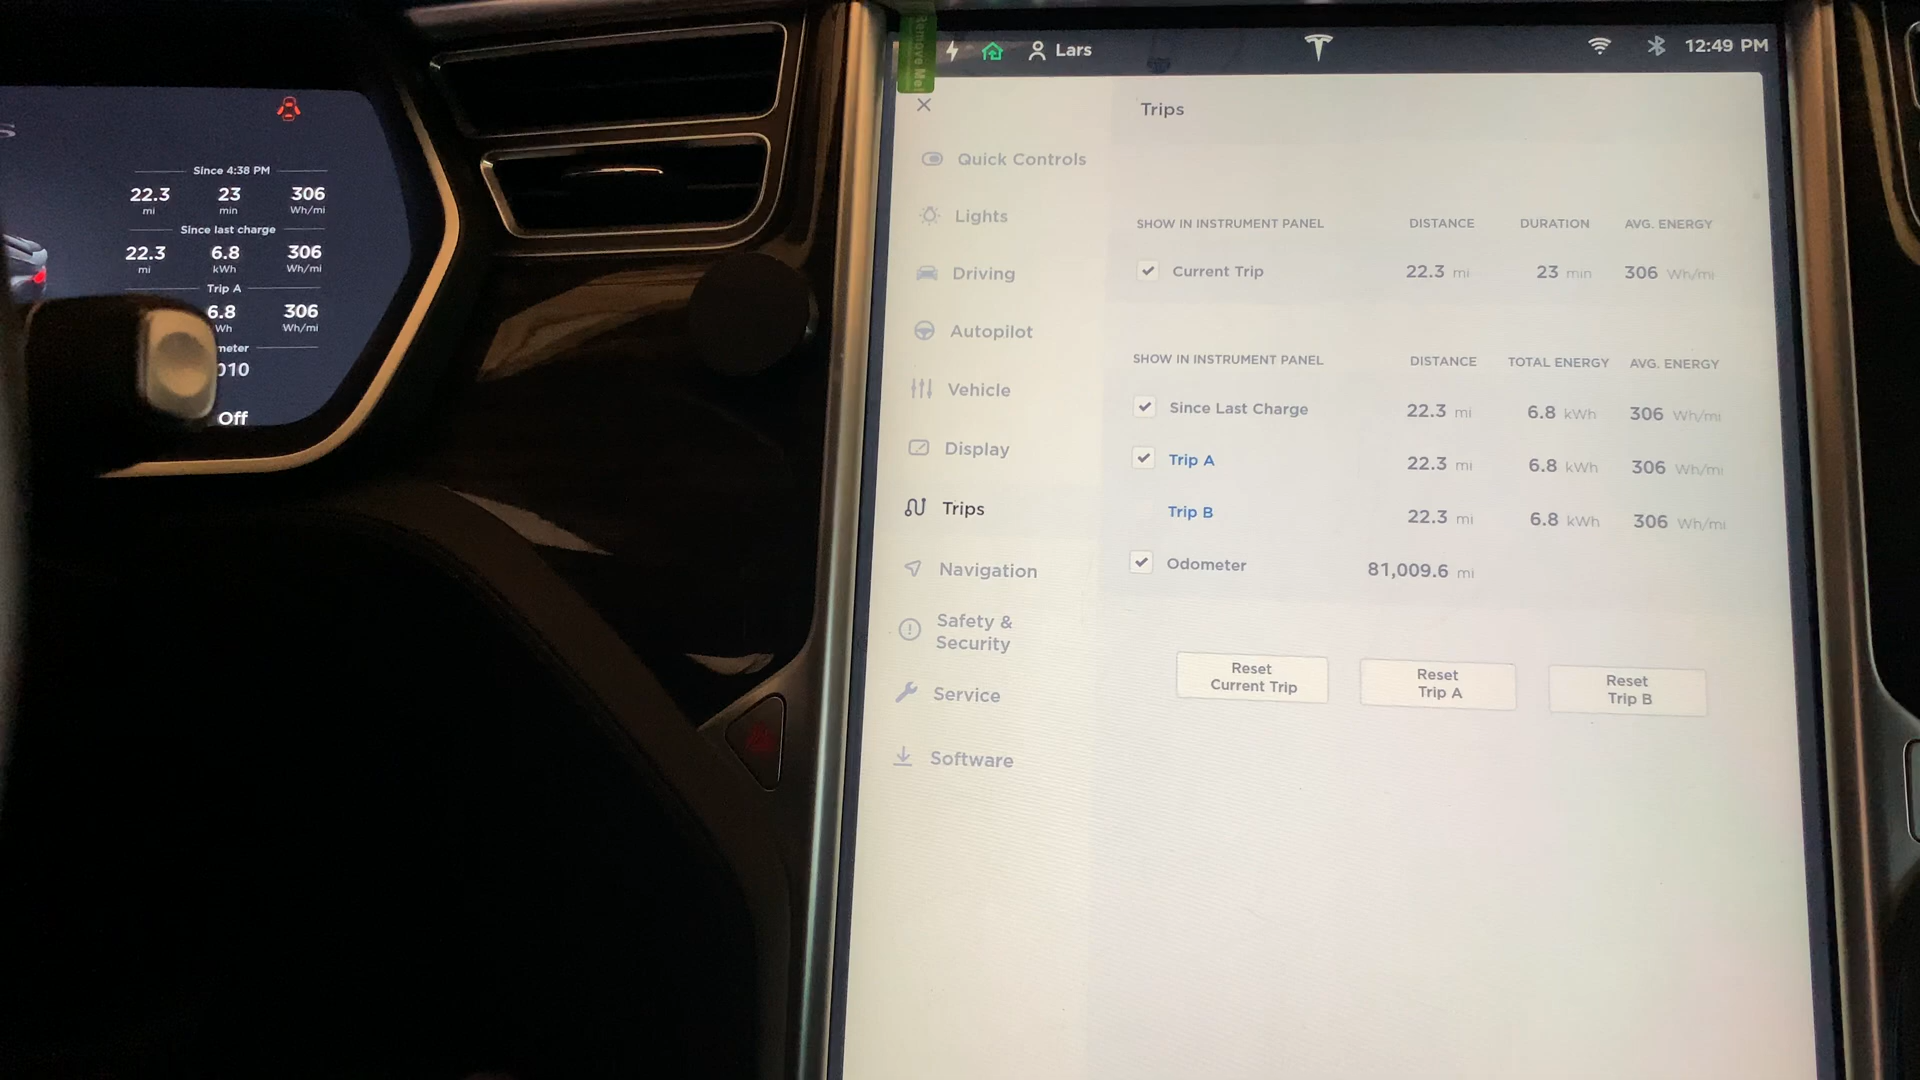 Since 4:38 PM
22.3 23 306
mi min Wh/mi
Since last charge
22.3 6.8 306
mi kWh Wh/mi
Trip A
6.8 306
Wh Wh/mi
meter
010
Off
Remove Me!
Lars
12:49 PM
Trips
Quick Controls
Lights
Driving
Autopilot
Vehicle
Display
Trips
Navigation
Safety &
Security
Service
Software
SHOW IN INSTRUMENT PANEL DISTANCE DURATION AVG. ENERGY
Current Trip 22.3 mi 23 min 306 Wh/mi
SHOW IN INSTRUMENT PANEL DISTANCE TOTAL ENERGY AVG. ENERGY
Since Last Charge 22.3 mi 6.8 kWh 306 Wh/mi
Trip A 22.3 mi 6.8 kWh 306 Wh/mi
Trip B 22.3 mi 6.8 kWh 306 Wh/mi
Odometer 81,009.6 mi
Reset
Current Trip
Reset
Trip A
Reset
Trip B